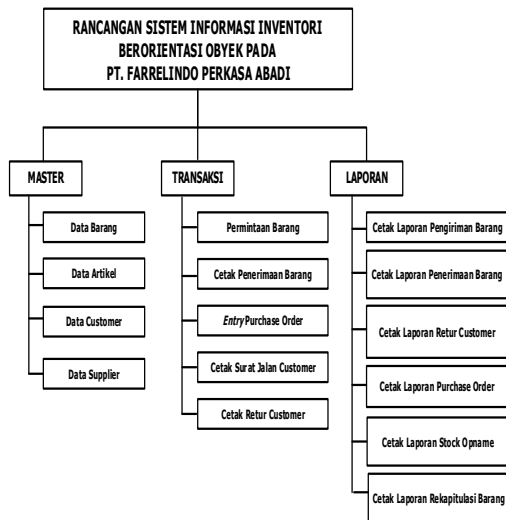 RANCANGAN SISTEM INFORMASI INVENTORI
BERORIENTASI OBYEK PADA
PT. FARRELINDO PERKASA ABADI
MASTER
Data Barang
Data Artikel
Data Customer
Data Supplier
TRANSAKSI
Permintaan Barang
Cetak Penerimaan Barang
Entry Purchase Order
Cetak Surat Jalan Customer
Cetak Retur Customer
LAPORAN
Cetak Laporan Pengiriman Barang
Cetak Laporan Penerimaan Barang
Cetak Laporan Retur Customer
Cetak Laporan Purchase Order
Cetak Laporan Stock Opname
Cetak Laporan Rekapitulasi Barang